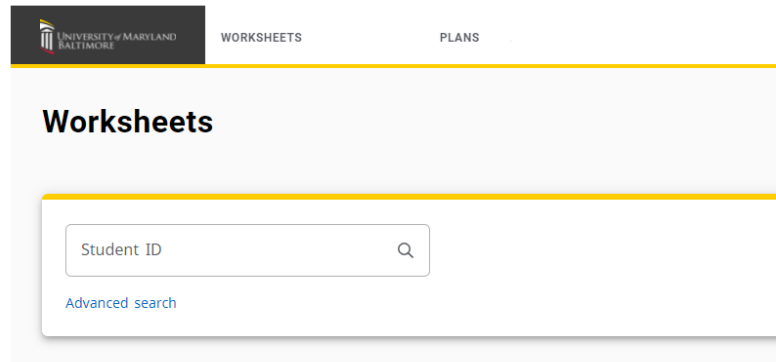 UNIVERSITY of MARYLAND
BALTIMORE
WORKSHEETS
PLANS
Worksheets
Student ID
Advanced search